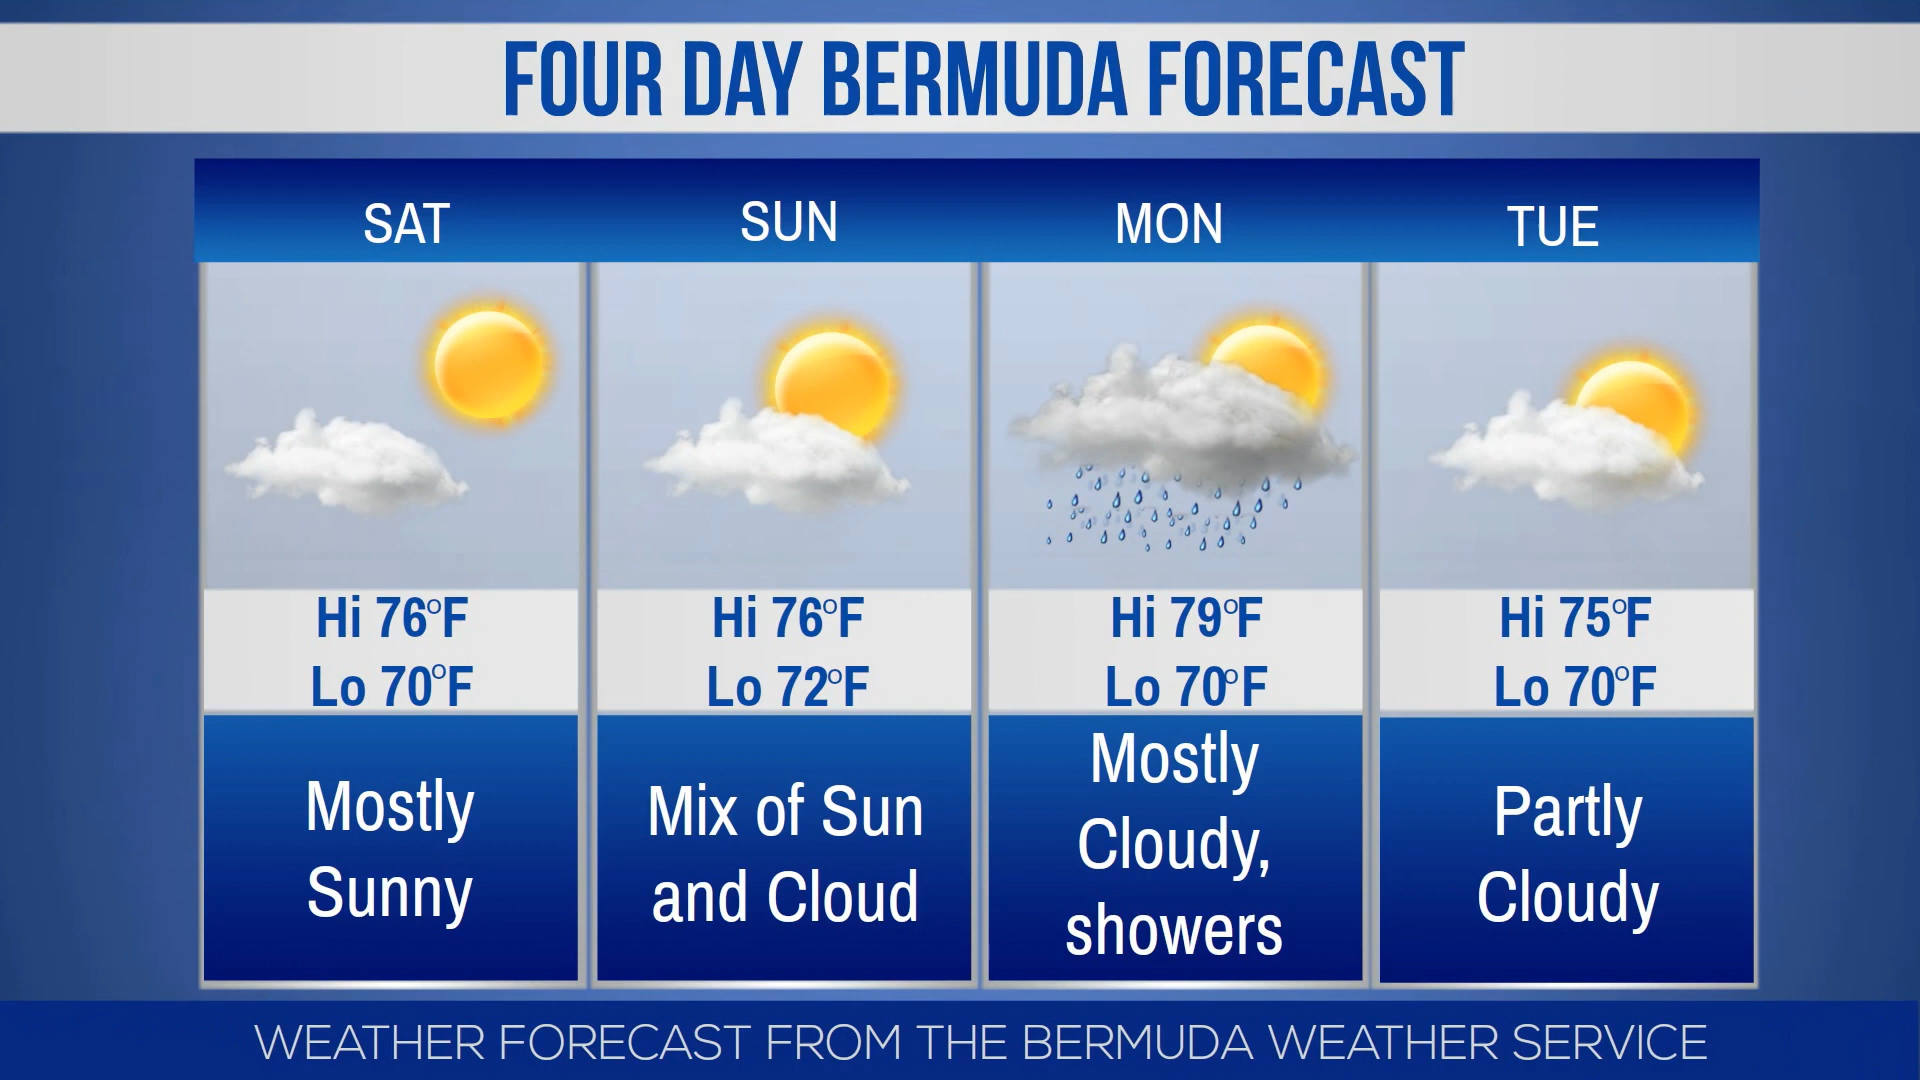 FOUR DAY BERMUDA FORECAST
SAT
SUN
MON
TUE
Hi 76°F
Lo 70°F
Hi 76°F
Lo 72°F
Hi 79°F
Lo 70°F
Hi 75°F
Lo 70°F
Mostly
Sunny
Mix of Sun
and Cloud
Mostly
Cloudy,
showers
Partly
Cloudy
WEATHER FORECAST FROM THE BERMUDA WEATHER SERVICE